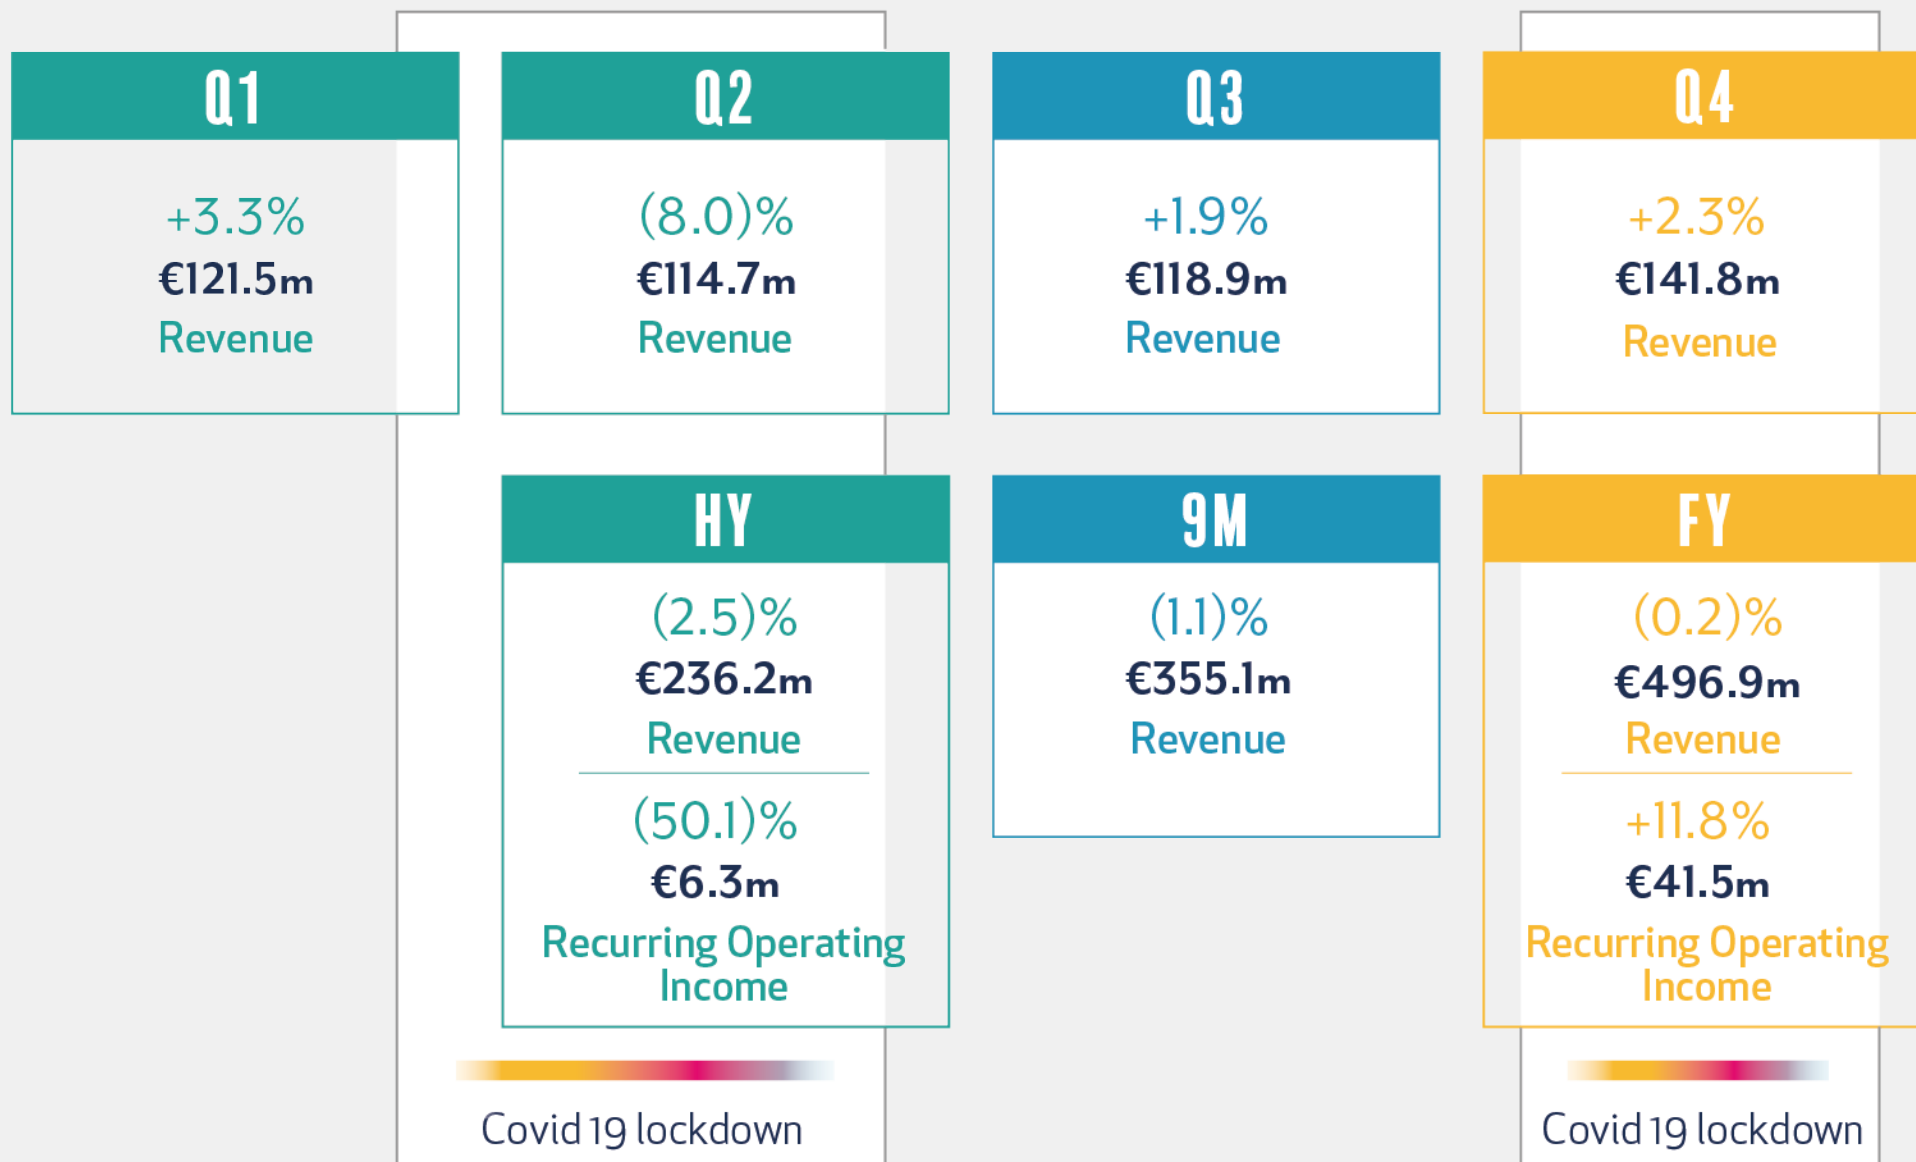 Q1
+3.3%
€121.5m
Revenue
Q2
(8.0)%
€114.7m
Revenue
Q3
+1.9%
€118.9m
Revenue
Q4
+2.3%
€141.8m
Revenue
HY
(2.5)%
€236.2m
Revenue
(50.1)%
€6.3m
Recurring Operating
Income
9M
(1.1)%
€355.1m
Revenue
FY
(0.2)%
€496.9m
Revenue
+11.8%
€41.5m
Recurring Operating
Income
Covid 19 lockdown
Covid 19 lockdown